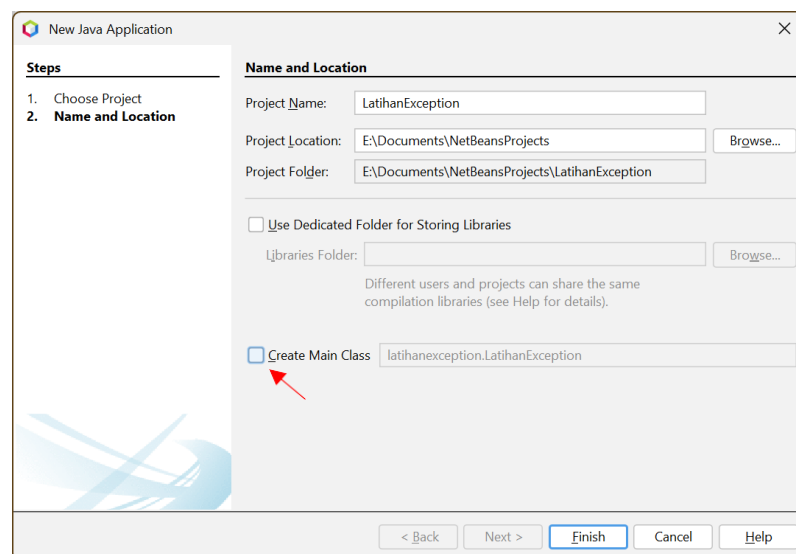 New Java Application
Steps
1. Choose Project
2. Name and Location
Name and Location
Project Name: LatihanException
Project Location: E:\Documents\NetBeansProjects Browse...
Project Folder: E:\Documents\NetBeansProjects\LatihanException
Use Dedicated Folder for Storing Libraries
Libraries Folder: Browse...
Different users and projects can share the same
compilation libraries (see Help for details).
Create Main Class latihanexception.LatihanException
< Back Next > Finish Cancel Help